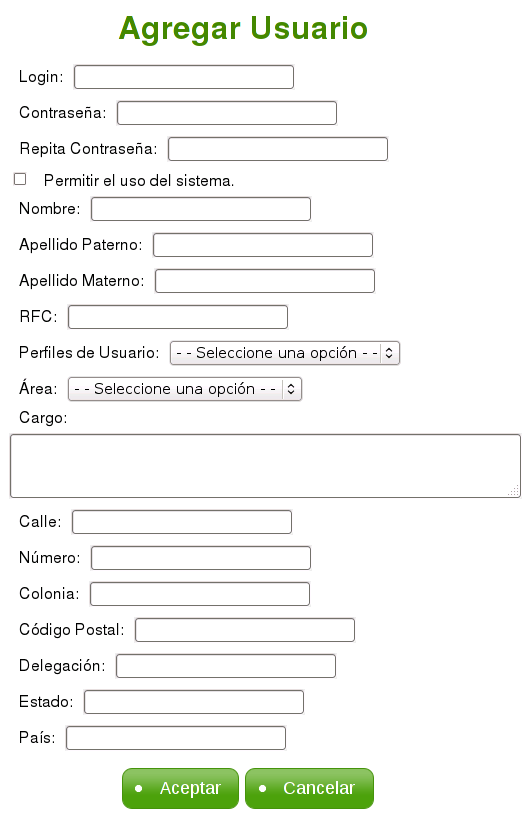 Agregar Usuario
Login:
Contraseña:
Repita Contraseña:
Permitir el uso del sistema.
Nombre:
Apellido Paterno:
Apellido Materno:
RFC:
Perfiles de Usuario: - - Seleccione una opción - -
Área: - - Seleccione una opción - -
Cargo:
Calle:
Número:
Colonia:
Código Postal:
Delegación:
Estado:
País:
Aceptar Cancelar